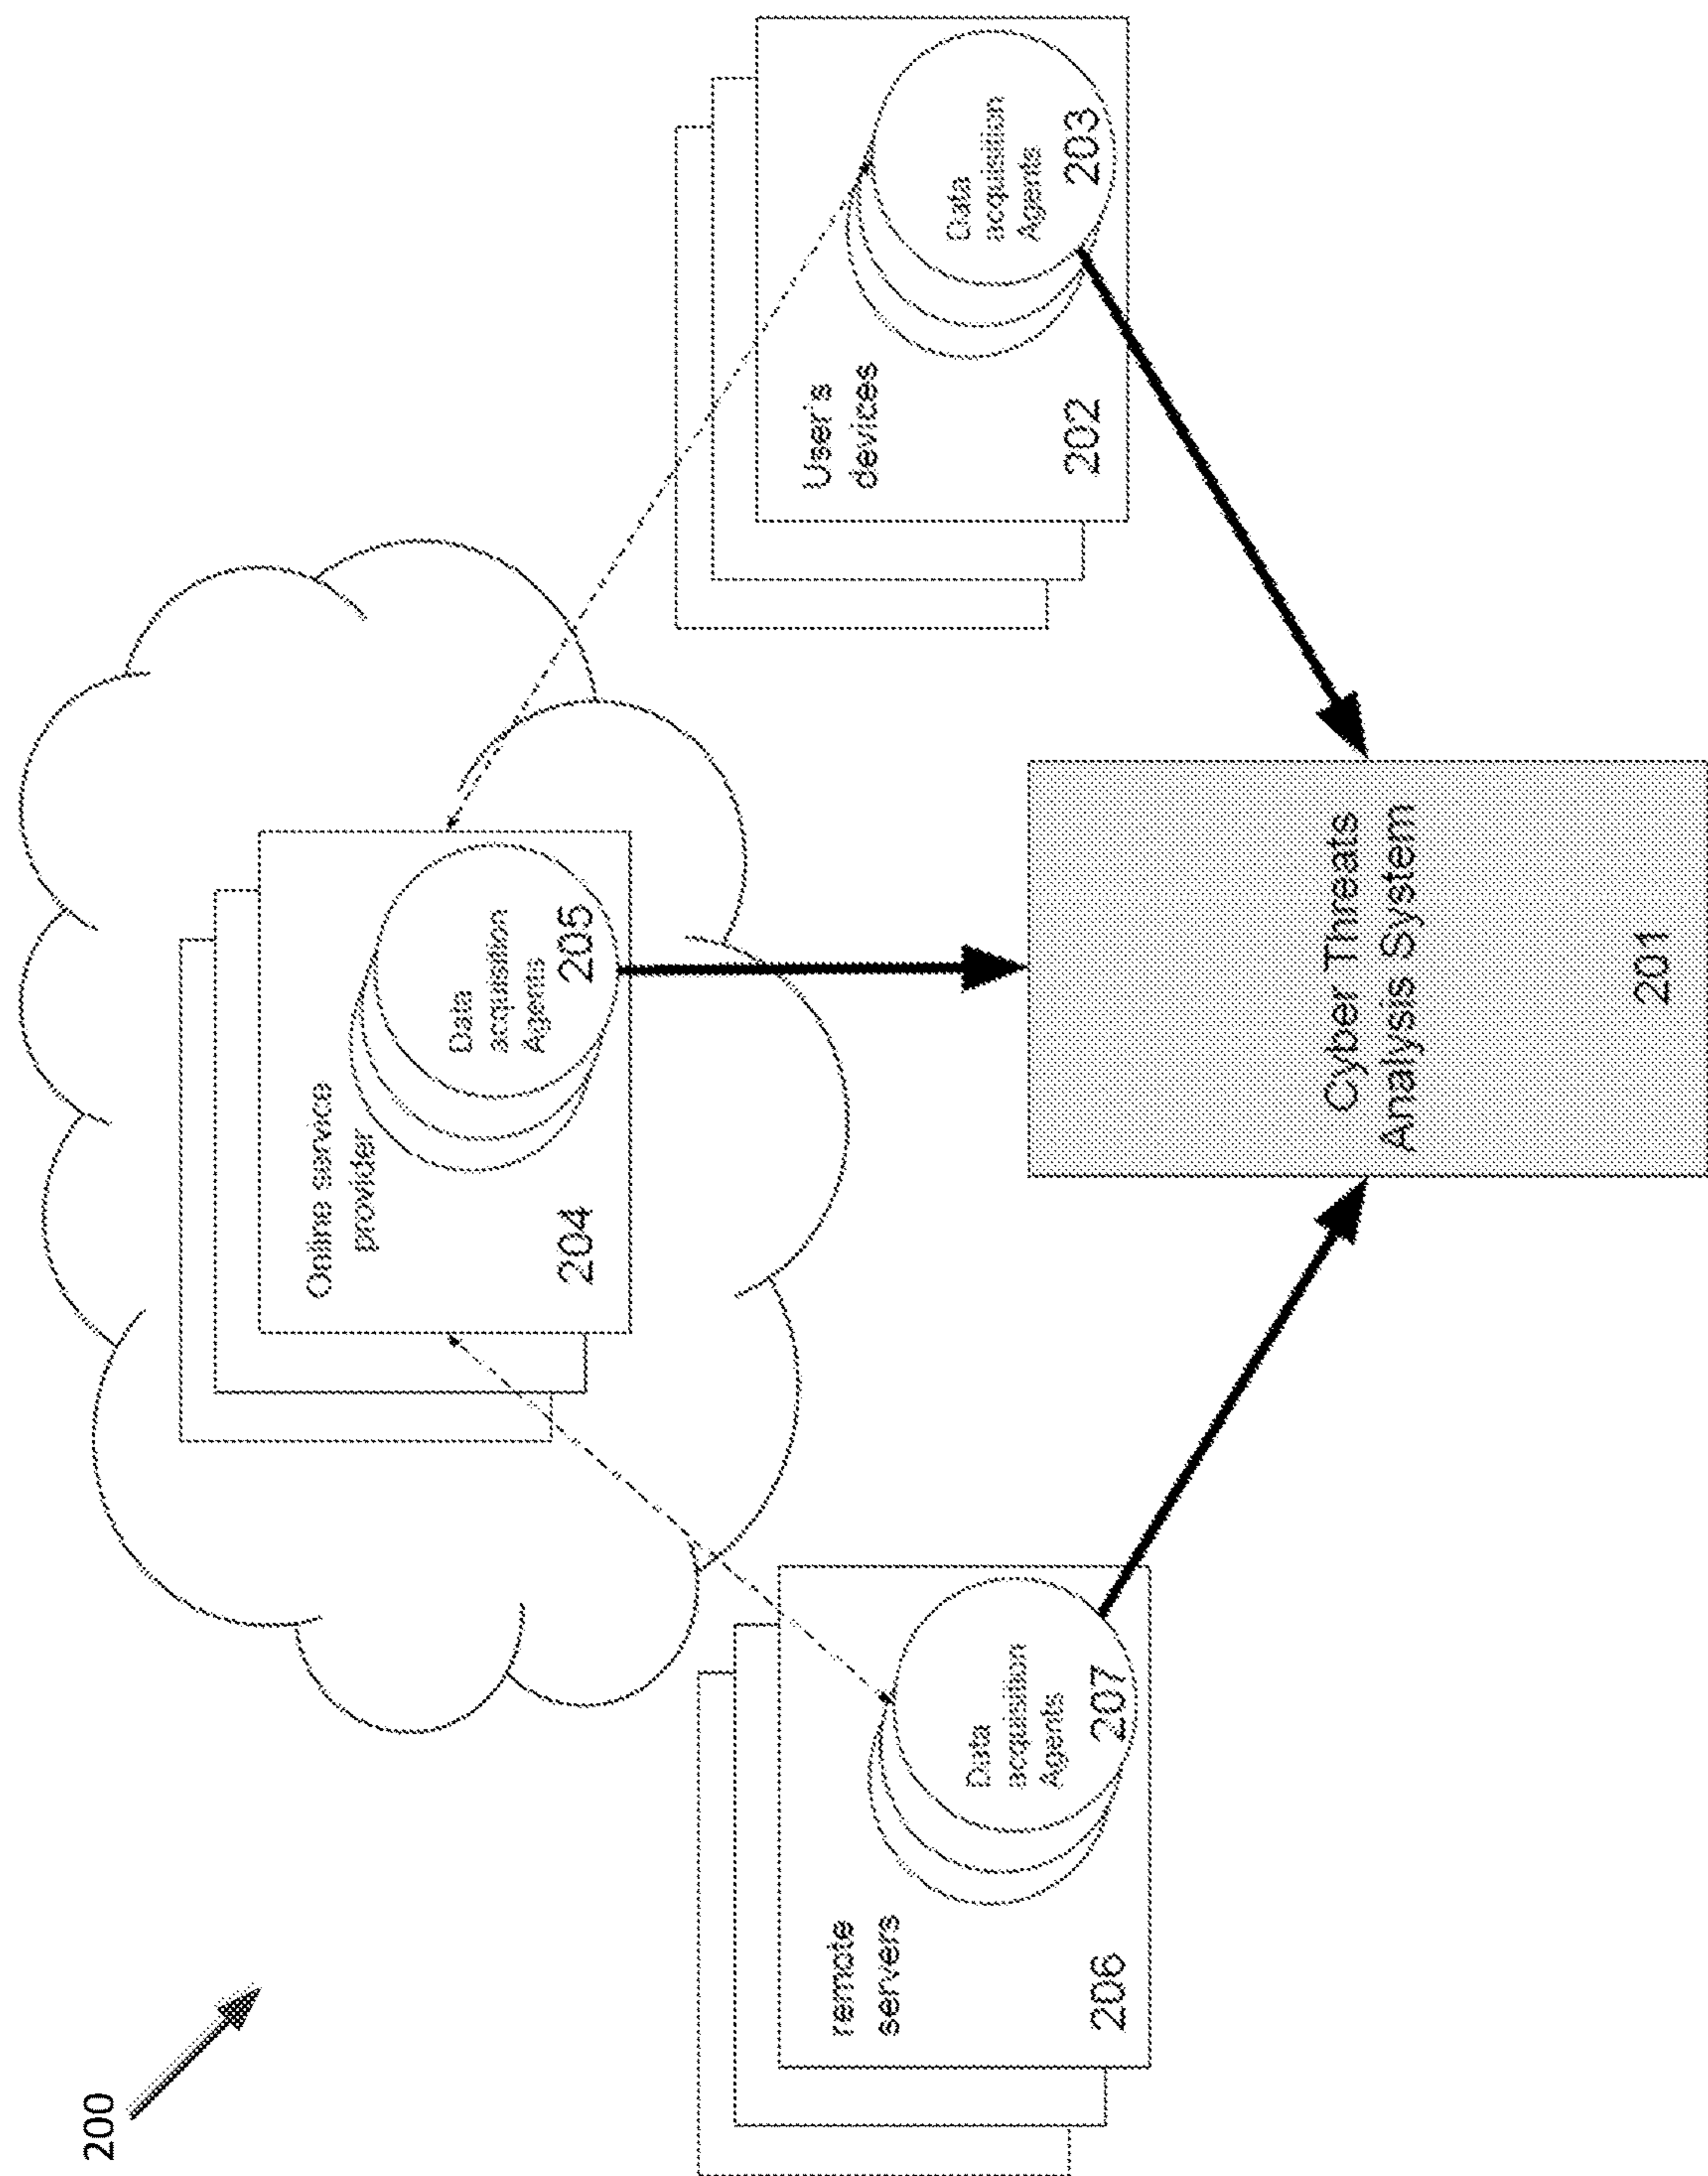 200
Online service
provider
204
Data
acquisition
Agents
205
remote
servers
206
Data
acquisition
Agents
207
User's
devices
202
Data
acquisition
Agents
203
Cyber Threats
Analysis System
201